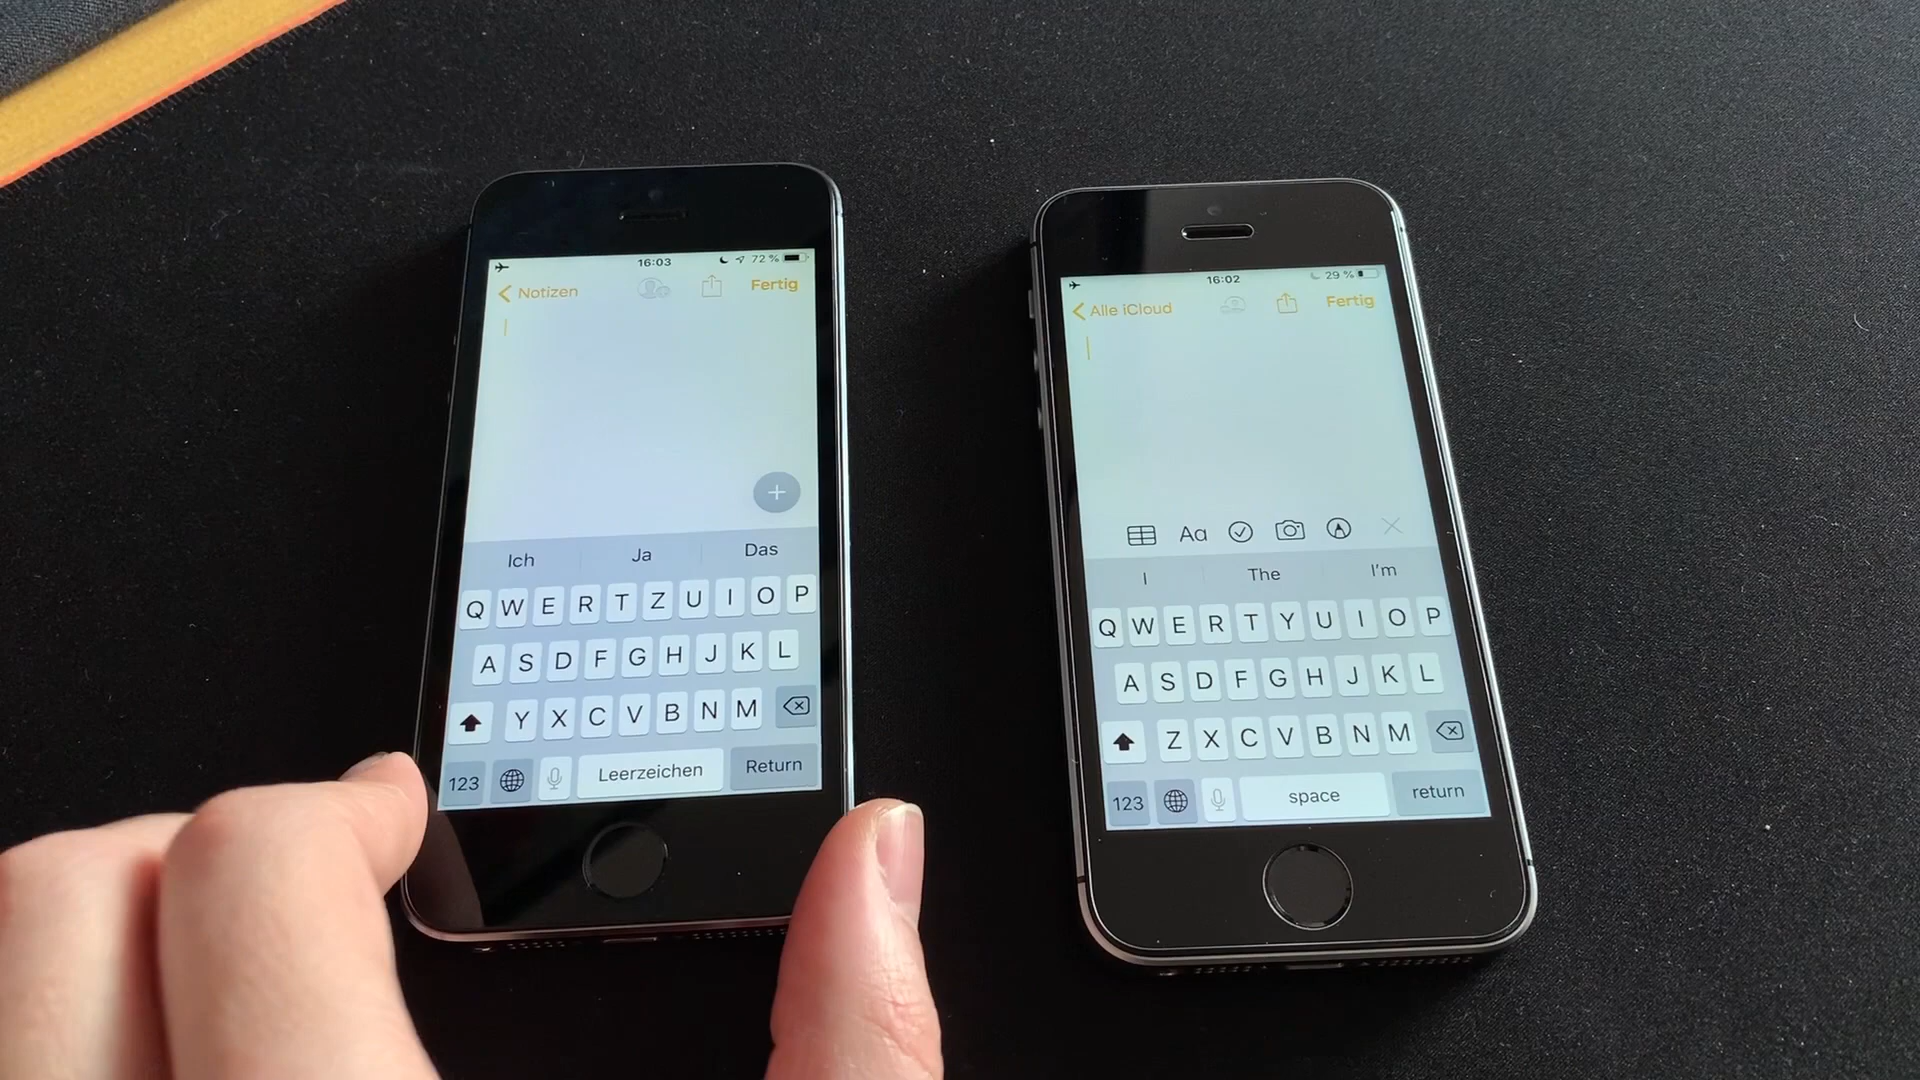 16:03 72 %
Notizen Fertig
Ich Ja Das
Q W E R T Z U I O P
A S D F G H J K L
Y X C V B N M
123 Leerzeichen Return
16:02 29 %
Alle iCloud Fertig
Aa
I The I'm
Q W E R T Y U I O P
A S D F G H J K L
Z X C V B N M
123 space return